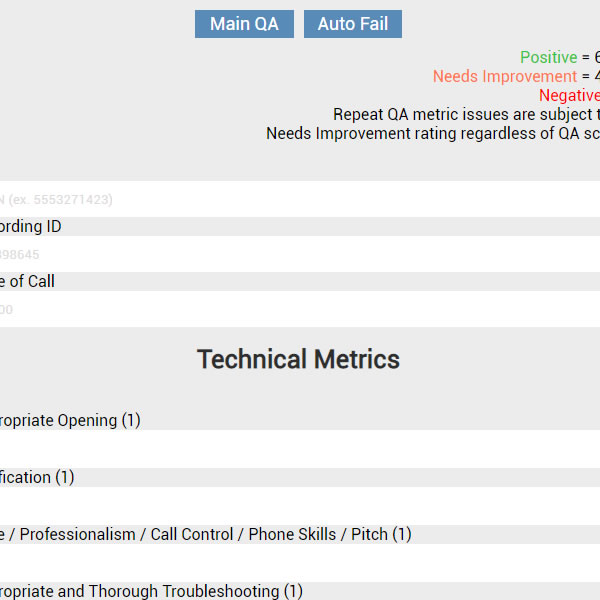 Main QA Auto Fail
Positive = 6
Needs Improvement = 4
Negative
Repeat QA metric issues are subject t
Needs Improvement rating regardless of QA sc
N (ex. 5553271423)
ording ID
398645
e of Call
00
Technical Metrics
ropriate Opening (1)
fication (1)
e / Professionalism / Call Control / Phone Skills / Pitch (1)
ropriate and Thorough Troubleshooting (1)